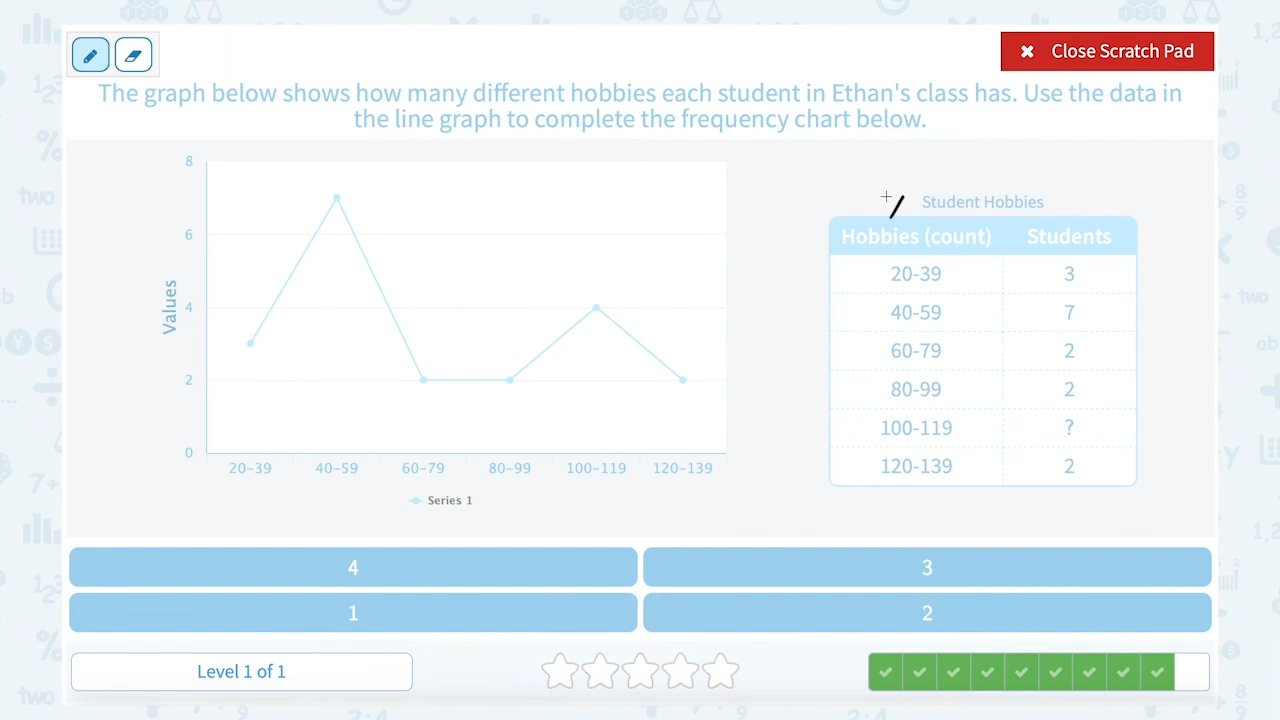 ✖ Close Scratch Pad
The graph below shows how many different hobbies each student in Ethan's class has. Use the data in
the line graph to complete the frequency chart below.
8
6
4
2
0
Values
20–39 40–59 60–79 80–99 100–119 120–139
Series 1
Student Hobbies
Hobbies (count) Students
20-39 3
40-59 7
60-79 2
80-99 2
100-119 ?
120-139 2
4 3
1 2
Level 1 of 1